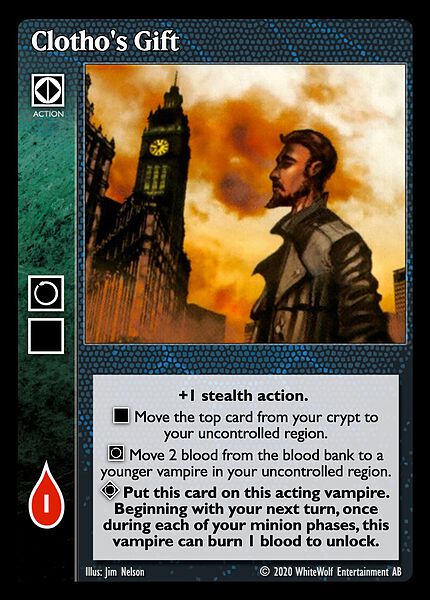 Clotho's Gift
ACTION
+1 stealth action.
Move the top card from your crypt to
your uncontrolled region.
Move 2 blood from the blood bank to a
younger vampire in your uncontrolled region.
Put this card on this acting vampire.
Beginning with your next turn, once
during each of your minion phases, this
vampire can burn 1 blood to unlock.
1
Illus: Jim Nelson
© 2020 WhiteWolf Entertainment AB